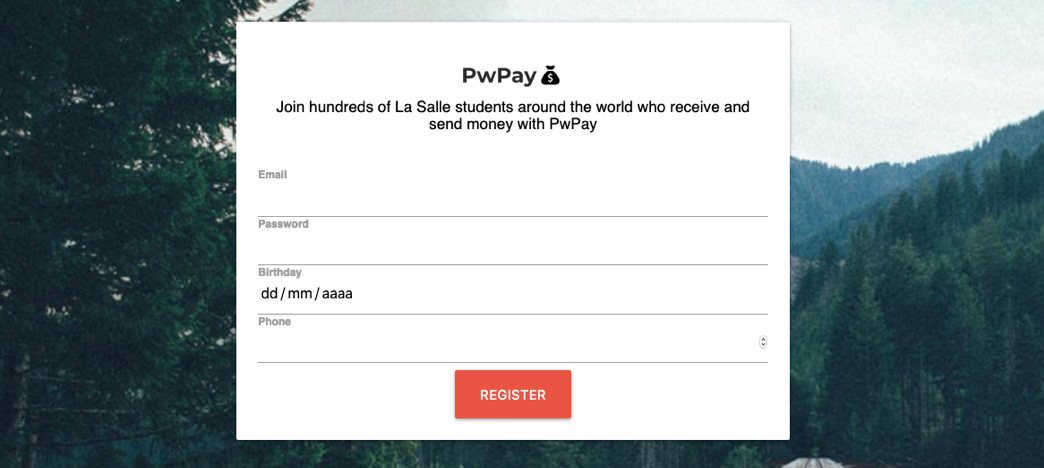 PwPay
Join hundreds of La Salle students around the world who receive and
send money with PwPay
Email
Password
Birthday
dd/mm/aaaa
Phone
REGISTER